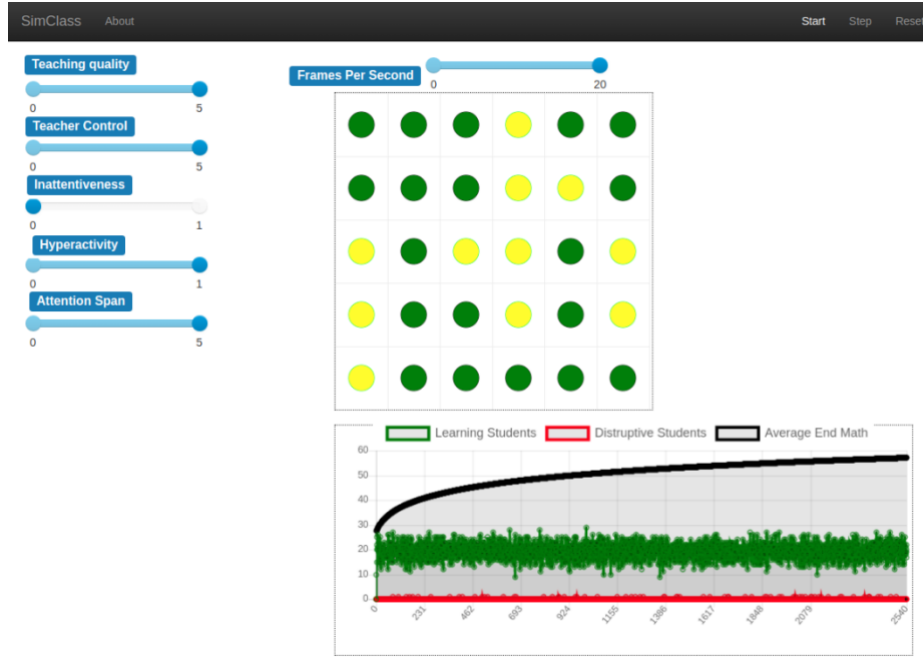 SimClass About Start Step Reset
Teaching quality
0 5
Teacher Control
0 5
Inattentiveness
0 1
Hyperactivity
0 1
Attention Span
0 5
Frames Per Second
0 20
Learning Students Distruptive Students Average End Math
60
50
40
30
20
10
0
0 231 462 693 924 1155 1386 1617 1848 2079 2540